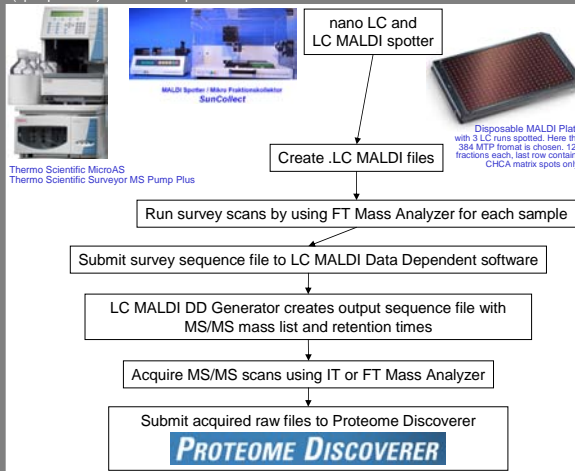 nano LC and
LC MALDI spotter
MALDI Spotter / Mikro Fraktionskollektor
SunCollect
Thermo Scientific MicroAS
Thermo Scientific Surveyor MS Pump Plus
Disposable MALDI Plat
with 3 LC runs spotted. Here th
384 MTP fromat is chosen. 12
fractions each, last row contain
CHCA matrix spots onl
Create .LC MALDI files
Run survey scans by using FT Mass Analyzer for each sample
Submit survey sequence file to LC MALDI Data Dependent software
LC MALDI DD Generator creates output sequence file with
MS/MS mass list and retention times
Acquire MS/MS scans using IT or FT Mass Analyzer
Submit acquired raw files to Proteome Discoverer
PROTEOME DISCOVERER